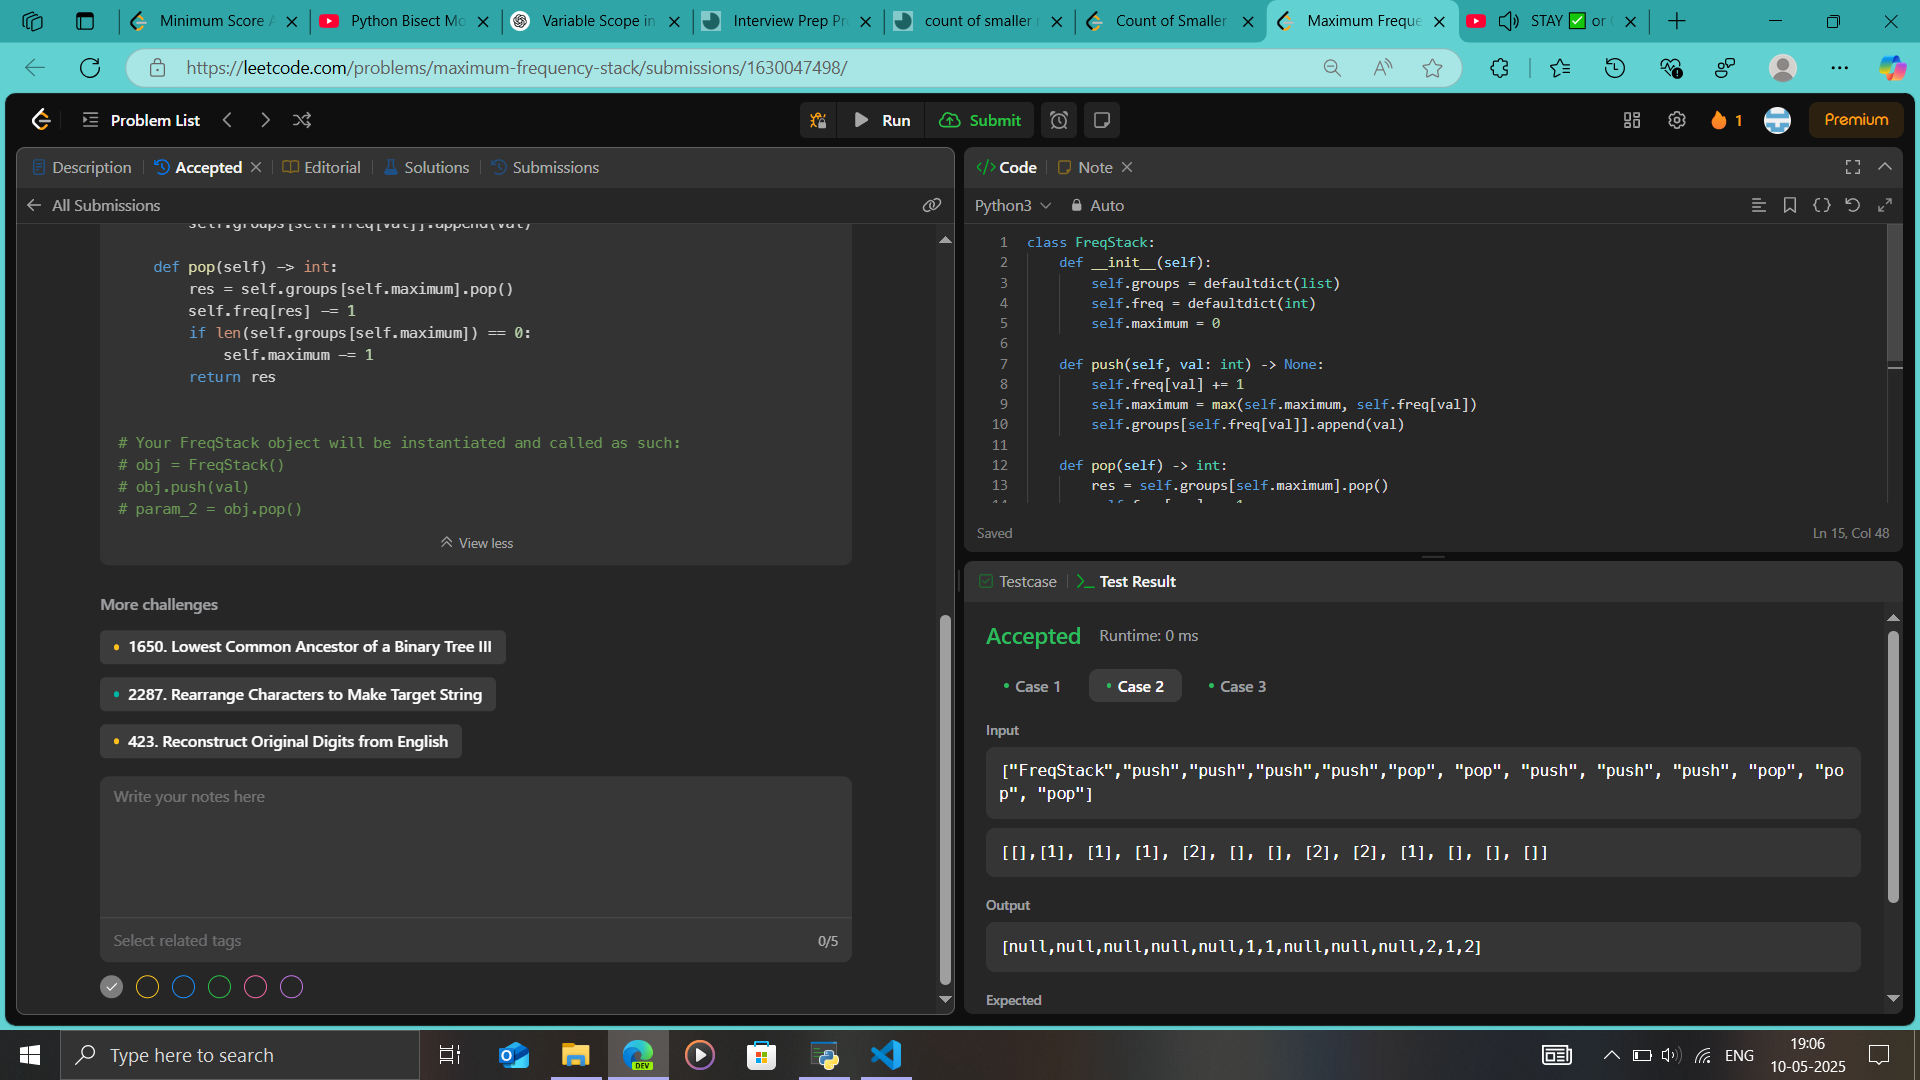 Minimum Score A
Python Bisect Mo
Variable Scope in
Interview Prep Pr
count of smaller
Count of Smaller
Maximum Freque
STAY ✅ or
https://leetcode.com/problems/maximum-frequency-stack/submissions/1630047498/
Problem List
Run
Submit
1
Premium
Description
Accepted
Editorial
Solutions
Submissions
All Submissions
self.groups[self.freq[val]].append(val)
def pop(self) -> int:
res = self.groups[self.maximum].pop()
self.freq[res] -= 1
if len(self.groups[self.maximum]) == 0:
self.maximum -= 1
return res
# Your FreqStack object will be instantiated and called as such:
# obj = FreqStack()
# obj.push(val)
# param_2 = obj.pop()
View less
More challenges
1650. Lowest Common Ancestor of a Binary Tree III
2287. Rearrange Characters to Make Target String
423. Reconstruct Original Digits from English
Write your notes here
Select related tags
0/5
Code
Note
Python3
Auto
1 class FreqStack:
2 def __init__(self):
3 self.groups = defaultdict(list)
4 self.freq = defaultdict(int)
5 self.maximum = 0
6
7 def push(self, val: int) -> None:
8 self.freq[val] += 1
9 self.maximum = max(self.maximum, self.freq[val])
10 self.groups[self.freq[val]].append(val)
11
12 def pop(self) -> int:
13 res = self.groups[self.maximum].pop()
Saved
Ln 15, Col 48
Testcase
Test Result
Accepted
Runtime: 0 ms
Case 1
Case 2
Case 3
Input
["FreqStack","push","push","push","push","pop", "pop", "push", "push", "push", "pop", "po
p", "pop"]
[[],[1], [1], [1], [2], [], [], [2], [2], [1], [], [], []]
Output
[null,null,null,null,null,1,1,null,null,null,2,1,2]
Expected
Type here to search
DEV
ENG
19:06
10-05-2025